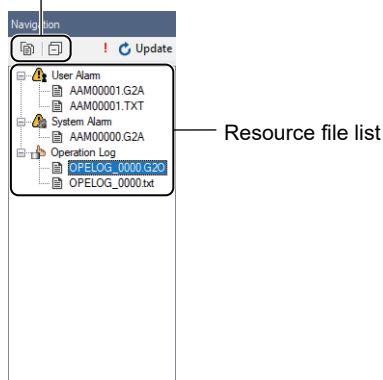 Navigation
! Update
User Alarm
AAM00001.G2A
AAM00001.TXT
System Alarm
AAM00000.G2A
Operation Log
OPELOG_0000.G2O
OPELOG_0000.txt
Resource file list